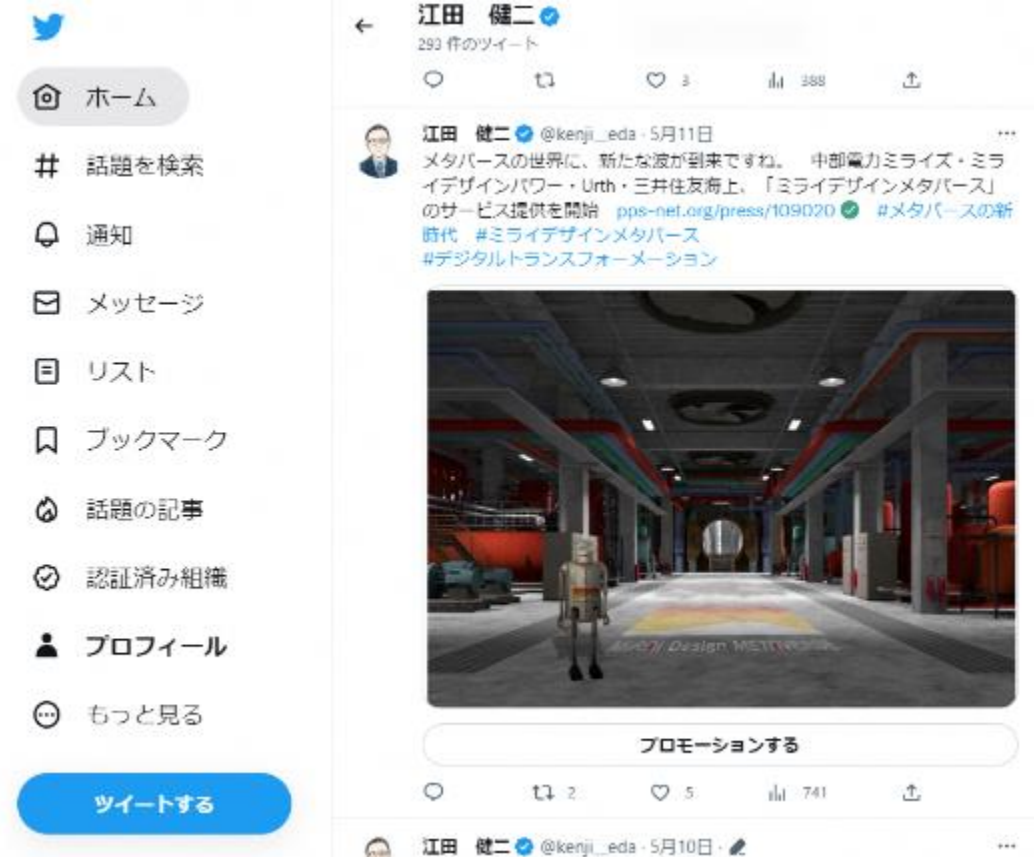 江田 健二
293 件のツイート
3 388
ホーム
話題を検索
通知
メッセージ
リスト
ブックマーク
話題の記事
認証済み組織
プロフィール
もっと見る
ツイートする
江田 健二 @kenji_eda · 5月11日
メタバースの世界に、新たな波が到来ですね。 中部電力ミライズ・ミラ
イデザインパワー・Urth・三井住友海上、「ミライデザインメタバース」
のサービス提供を開始 pps-net.org/press/109020 #メタバースの新
時代 #ミライデザインメタバース
#デジタルトランスフォーメーション
Design
プロモーションする
2 5 741
江田 健二 @kenji_eda · 5月10日 ·